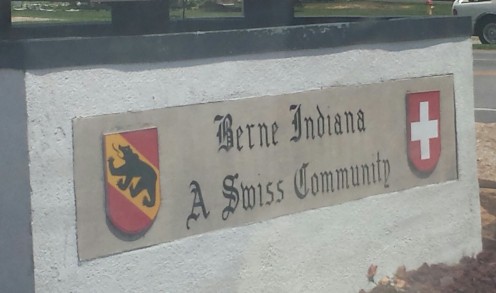 Berne Indiana
A Swiss Community